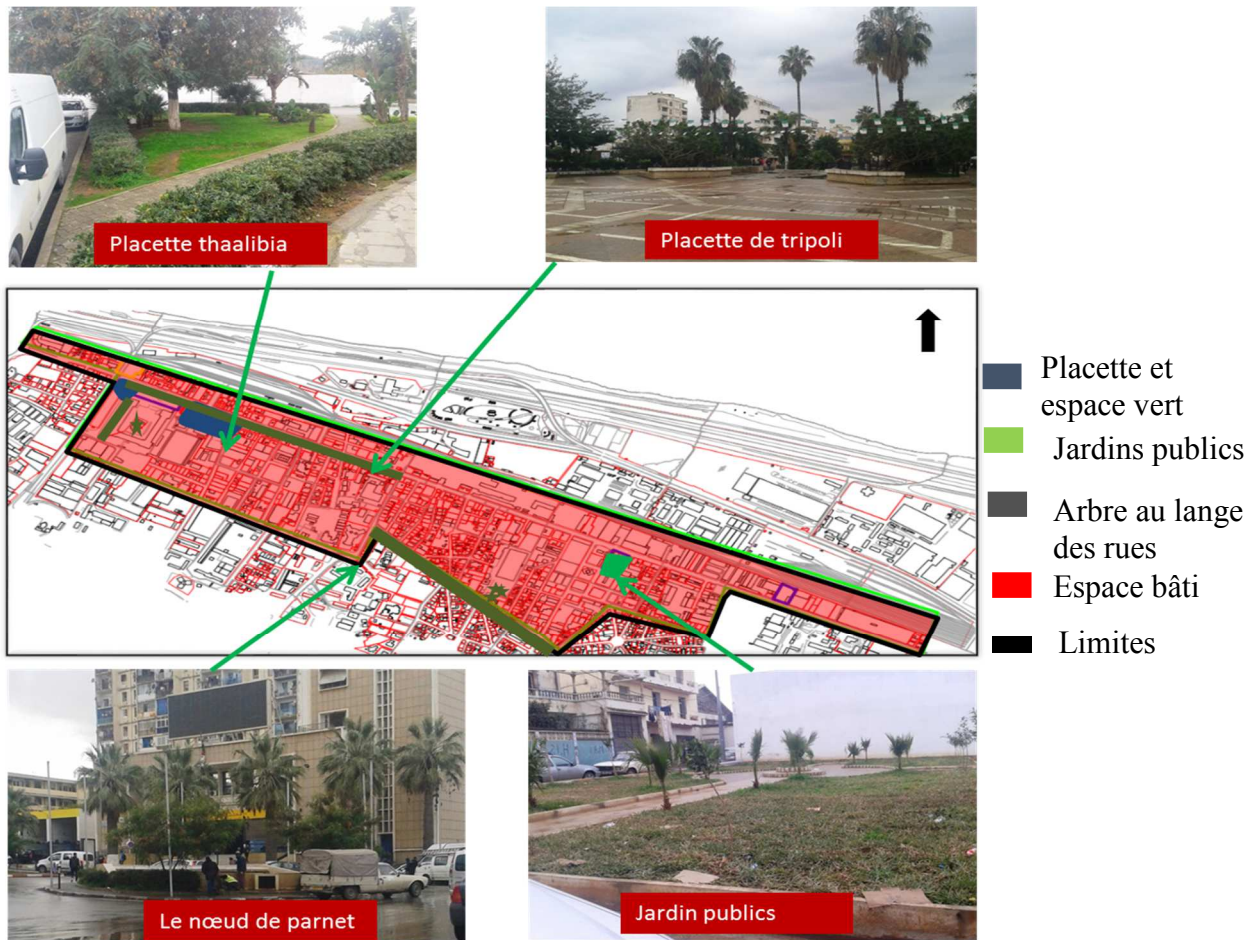 Placette thaalibia
Placette de tripoli
Placette et
espace vert
Jardins publics
Arbre au lange
des rues
Espace bâti
Limites
Le nœud de parnet
Jardin publics